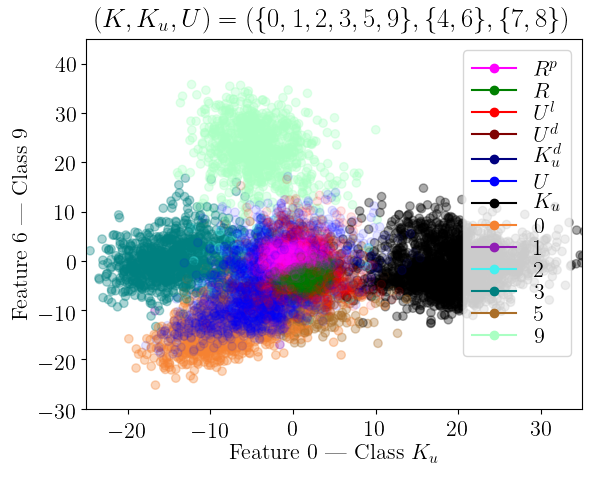 (K, K_u, U) = ({0, 1, 2, 3, 5, 9}, {4, 6}, {7, 8})
40
30
20
10
0
−10
−20
−30
Feature 6 — Class 9
R^p
R
U^l
U^d
K_u^d
U
K_u
0
1
2
3
5
9
−20 −10 0 10 20 30
Feature 0 — Class K_u